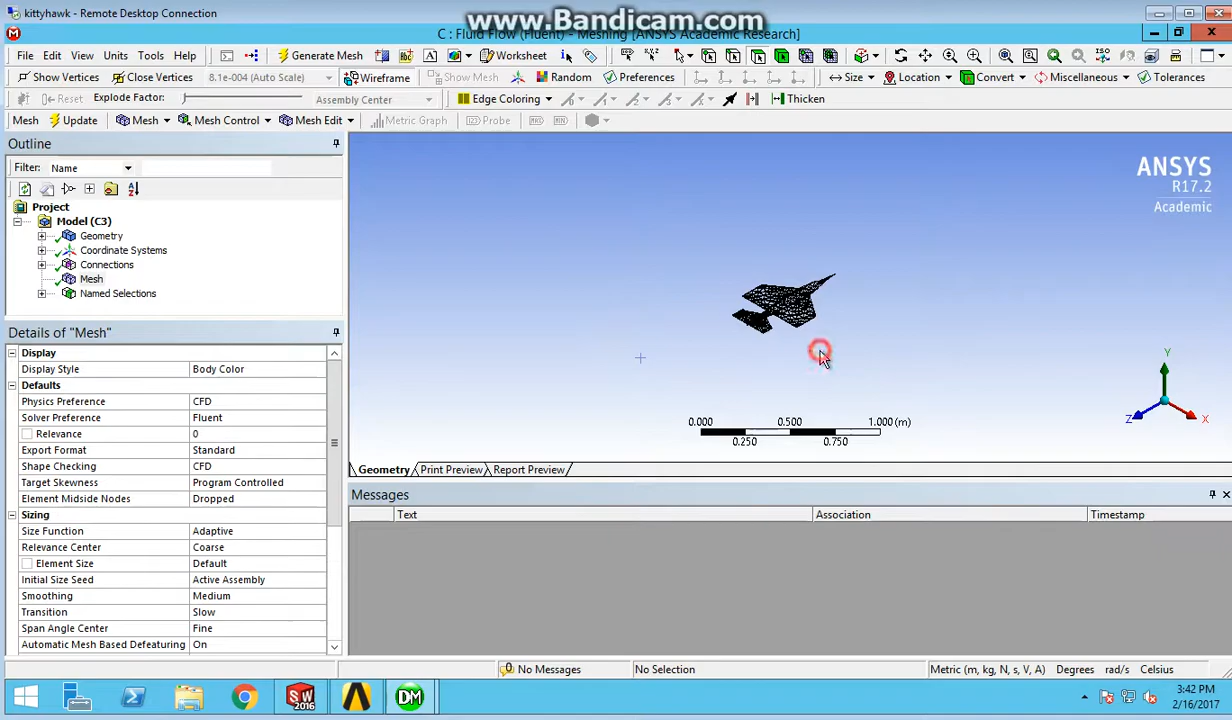 kittyhawk - Remote Desktop Connection
www.Bandicam.com
C : Fluid Flow (Fluent) - Meshing [ANSYS Academic Research]
File Edit View Units Tools Help Generate Mesh Worksheet
Show Vertices Close Vertices 8.1e-004 (Auto Scale) Wireframe Show Mesh Random Preferences Size Location Convert Miscellaneous Tolerances
Reset Explode Factor: Assembly Center Edge Coloring Thicken
Mesh Update Mesh Mesh Control Mesh Edit Metric Graph Probe
Outline
Filter: Name
Project
Model (C3)
Geometry
Coordinate Systems
Connections
Mesh
Named Selections
Details of "Mesh"
Display
Display Style Body Color
Defaults
Physics Preference CFD
Solver Preference Fluent
Relevance 0
Export Format Standard
Shape Checking CFD
Target Skewness Program Controlled
Element Midside Nodes Dropped
Sizing
Size Function Adaptive
Relevance Center Coarse
Element Size Default
Initial Size Seed Active Assembly
Smoothing Medium
Transition Slow
Span Angle Center Fine
Automatic Mesh Based Defeaturing On
ANSYS
R17.2
Academic
Y
Z X
0.000 0.500 1.000 (m)
0.250 0.750
Geometry Print Preview Report Preview
Messages
Text Association Timestamp
0 No Messages No Selection Metric (m, kg, N, s, V, A) Degrees rad/s Celsius
SW 2016 DM
3:42 PM
2/16/2017